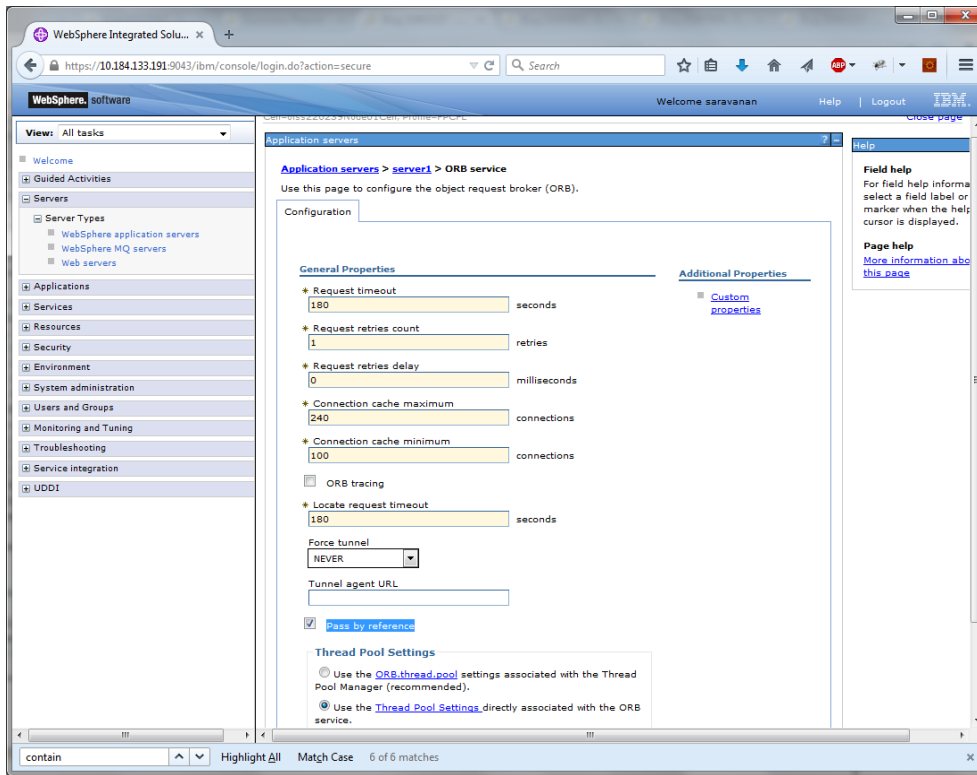 WebSphere Integrated Solu... × +
https://10.184.133.191:9043/ibm/console/login.do?action=secure
Search
ABP
WebSphere. software
Welcome saravanan
Help | Logout
IBM.
Close page
View: All tasks
Welcome
Guided Activities
Servers
Server Types
WebSphere application servers
WebSphere MQ servers
Web servers
Applications
Services
Resources
Security
Environment
System administration
Users and Groups
Monitoring and Tuning
Troubleshooting
Service integration
UDDI
Application servers ? –
Application servers > server1 > ORB service
Use this page to configure the object request broker (ORB).
Configuration
General Properties
* Request timeout
180 seconds
* Request retries count
1 retries
* Request retries delay
0 milliseconds
* Connection cache maximum
240 connections
* Connection cache minimum
100 connections
ORB tracing
* Locate request timeout
180 seconds
Force tunnel
NEVER
Tunnel agent URL
Pass by reference
Thread Pool Settings
Use the ORB.thread.pool settings associated with the Thread
Pool Manager (recommended).
Use the Thread Pool Settings directly associated with the ORB
service.
Additional Properties
Custom
properties
Help
Field help
For field help informa
select a field label or
marker when the help
cursor is displayed.
Page help
More information abo
this page
contain
Highlight All Match Case 6 of 6 matches ×